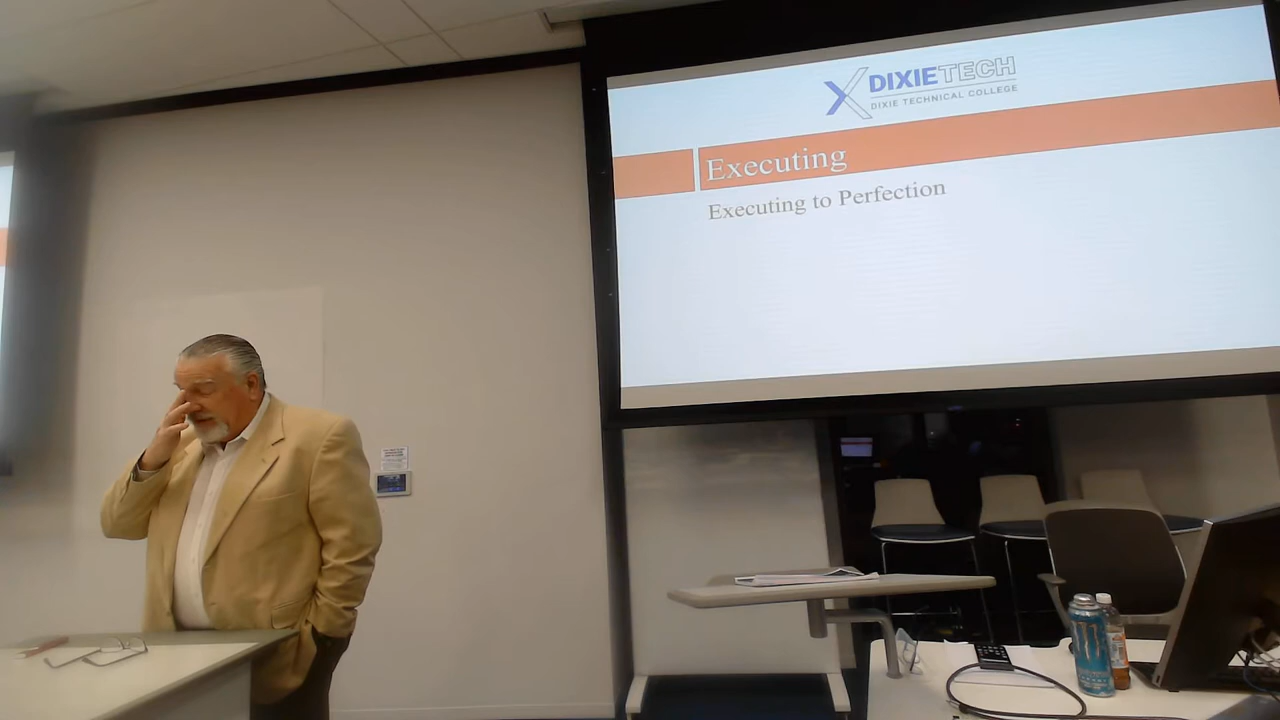 DIXIETECH
DIXIE TECHNICAL COLLEGE
Executing
Executing to Perfection